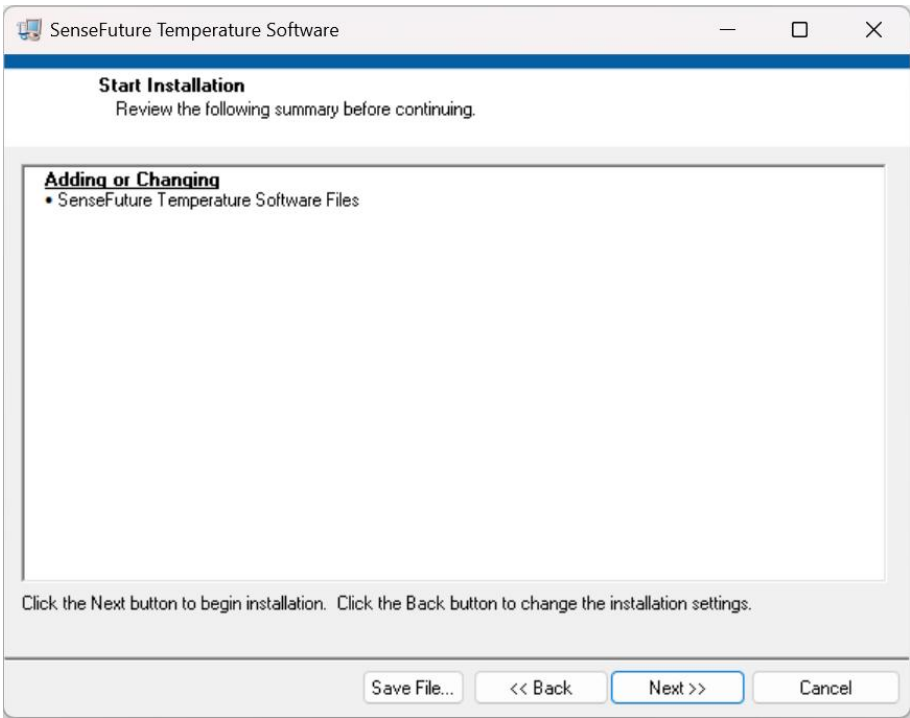 SenseFuture Temperature Software
Start Installation
Review the following summary before continuing.
Adding or Changing
• SenseFuture Temperature Software Files
Click the Next button to begin installation.  Click the Back button to change the installation settings.
Save File...
<< Back
Next >>
Cancel